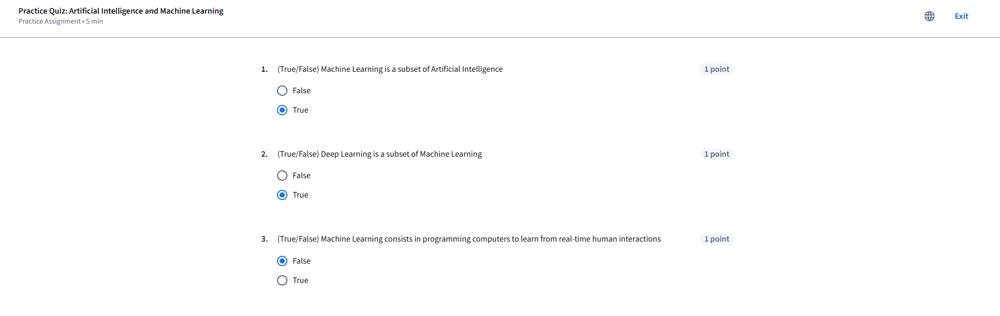 Practice Quiz: Artificial Intelligence and Machine Learning
Practice Assignment • 5 min
Exit
1. (True/False) Machine Learning is a subset of Artificial Intelligence 1 point
False
True
2. (True/False) Deep Learning is a subset of Machine Learning 1 point
False
True
3. (True/False) Machine Learning consists in programming computers to learn from real-time human interactions 1 point
False
True